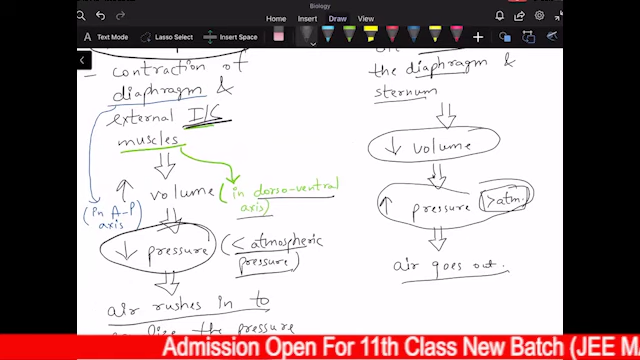 Biology
Home Insert Draw View
Text Mode Lasso Select Insert Space
– contraction of
diaphragm &
external I/C
muscles
↑ volume (in dorso-ventral
axis)
(in A-P
axis)
↓ pressure (< atmospheric
pressure)
air rushes in to
the pressure
the diaphragm &
sternum
↓ volume
↑ pressure >atm.
air goes out.
Admission Open For 11th Class New Batch (JEE M